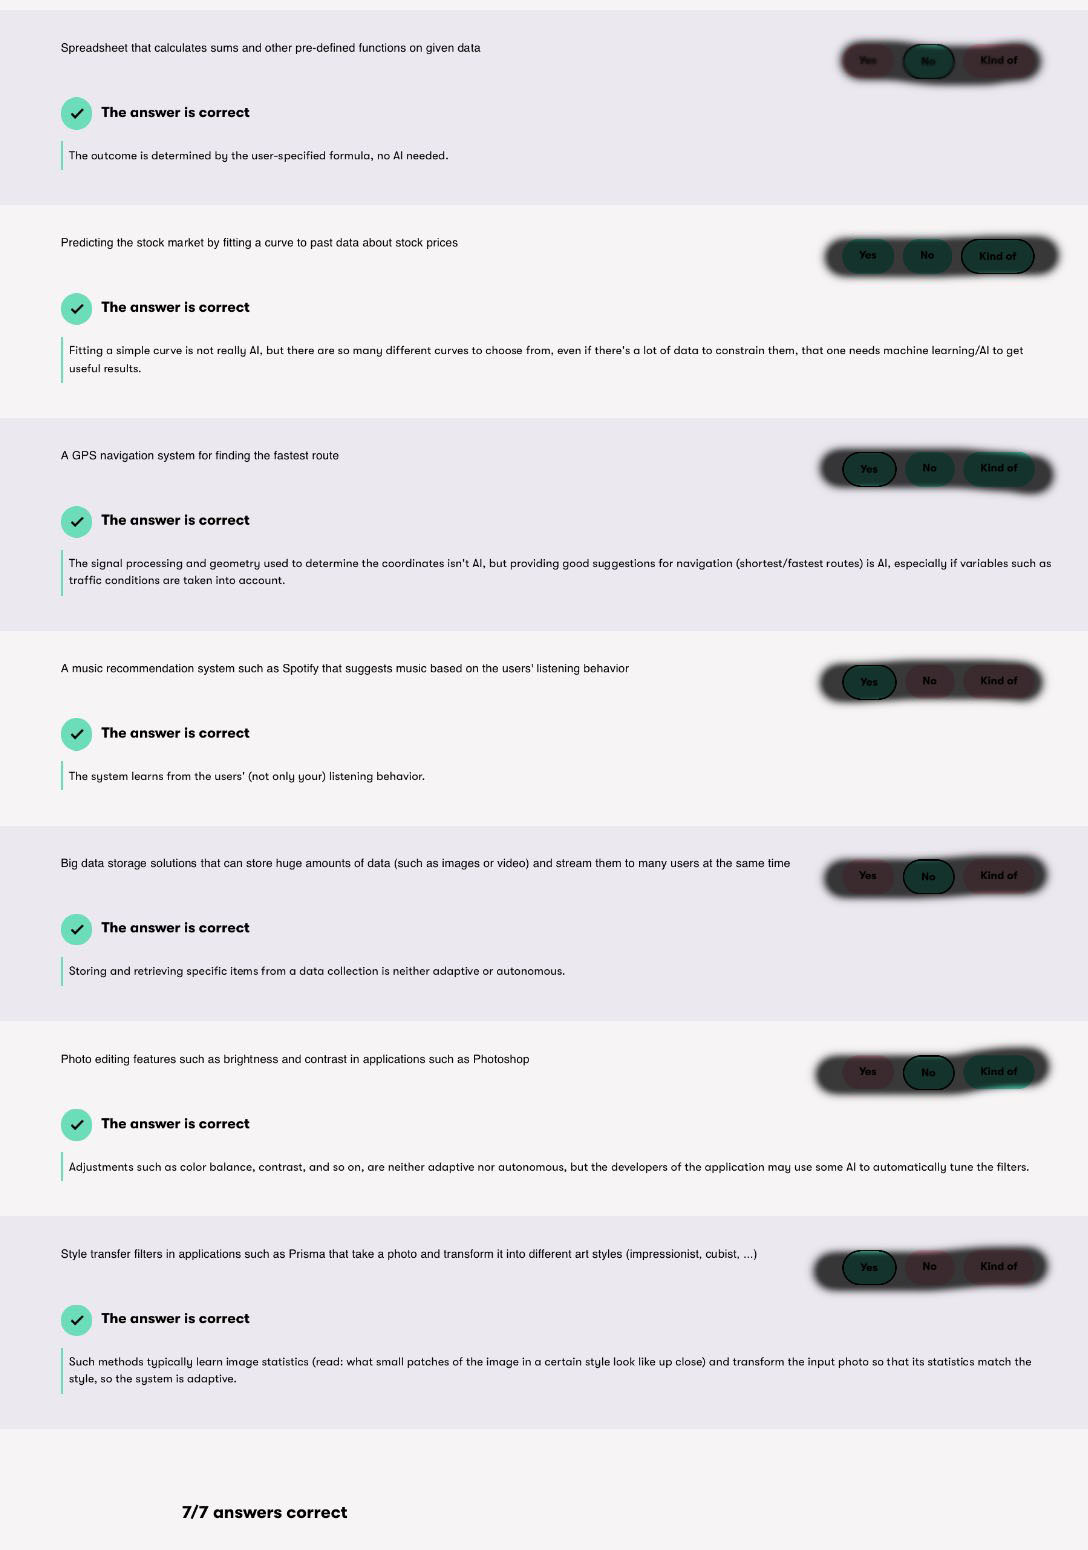 Spreadsheet that calculates sums and other pre-defined functions on given data
Yes No Kind of
The answer is correct
The outcome is determined by the user-specified formula, no AI needed.
Predicting the stock market by fitting a curve to past data about stock prices
Yes No Kind of
The answer is correct
Fitting a simple curve is not really AI, but there are so many different curves to choose from, even if there's a lot of data to constrain them, that one needs machine learning/AI to get
useful results.
A GPS navigation system for finding the fastest route
Yes No Kind of
The answer is correct
The signal processing and geometry used to determine the coordinates isn't AI, but providing good suggestions for navigation (shortest/fastest routes) is AI, especially if variables such as
traffic conditions are taken into account.
A music recommendation system such as Spotify that suggests music based on the users' listening behavior
Yes No Kind of
The answer is correct
The system learns from the users' (not only your) listening behavior.
Big data storage solutions that can store huge amounts of data (such as images or video) and stream them to many users at the same time
Yes No Kind of
The answer is correct
Storing and retrieving specific items from a data collection is neither adaptive or autonomous.
Photo editing features such as brightness and contrast in applications such as Photoshop
Yes No Kind of
The answer is correct
Adjustments such as color balance, contrast, and so on, are neither adaptive nor autonomous, but the developers of the application may use some AI to automatically tune the filters.
Style transfer filters in applications such as Prisma that take a photo and transform it into different art styles (impressionist, cubist, ...)
Yes No Kind of
The answer is correct
Such methods typically learn image statistics (read: what small patches of the image in a certain style look like up close) and transform the input photo so that its statistics match the
style, so the system is adaptive.
7/7 answers correct